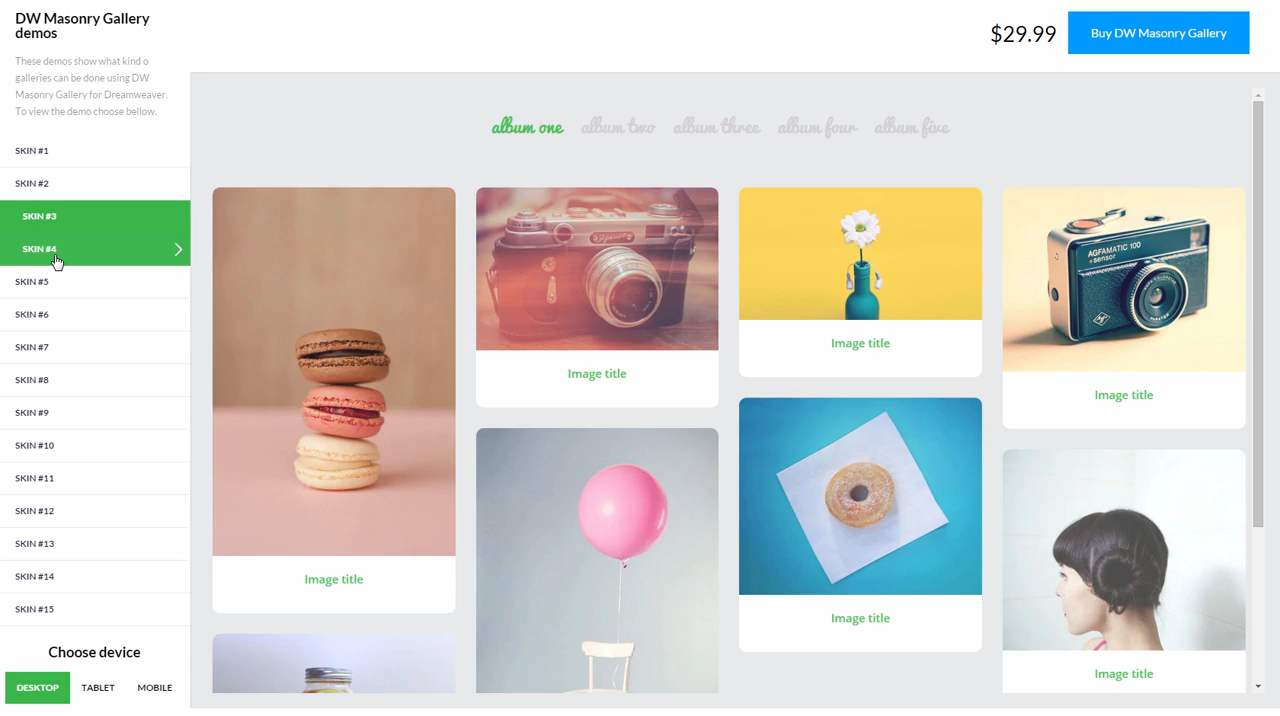 DW Masonry Gallery
demos
These demos show what kind o
galleries can be done using DW
Masonry Gallery for Dreamweaver.
To view the demo choose bellow.
SKIN #1
SKIN #2
SKIN #3
SKIN #4
SKIN #5
SKIN #6
SKIN #7
SKIN #8
SKIN #9
SKIN #10
SKIN #11
SKIN #12
SKIN #13
SKIN #14
SKIN #15
Choose device
DESKTOP TABLET MOBILE
$29.99 Buy DW Masonry Gallery
album one album two album three album four album five
AGFAMATIC 100
sensor
Image title
Image title
Image title
Image title
Image title
Image title